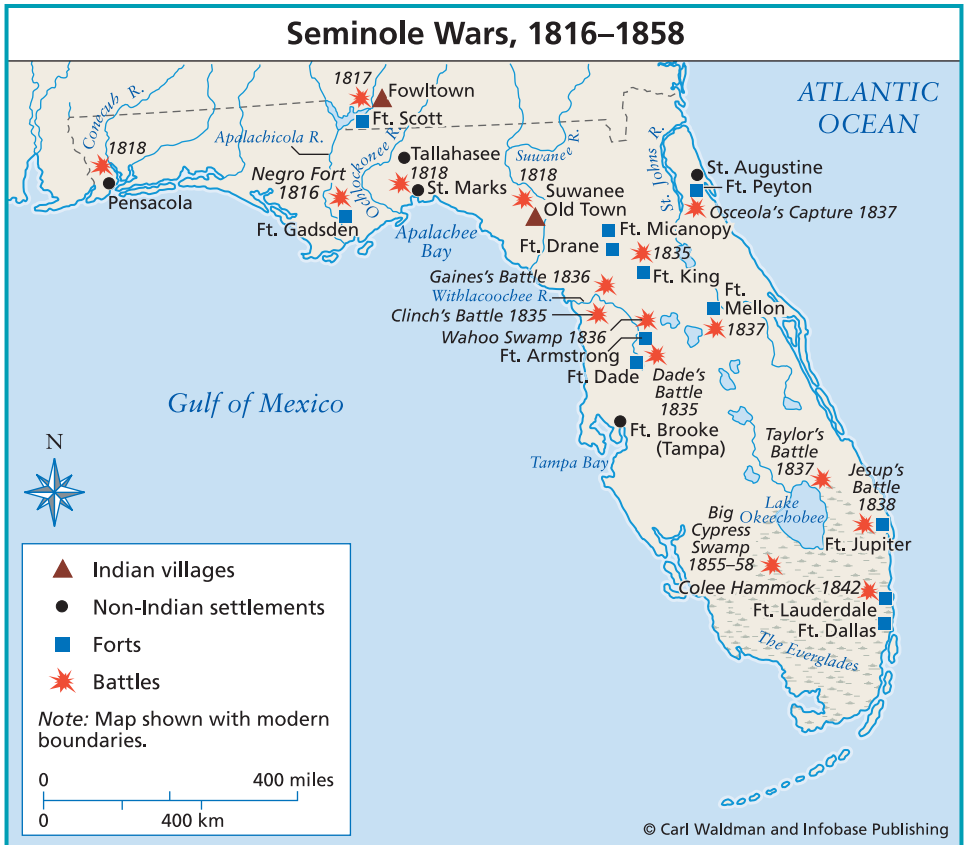 Seminole Wars, 1816–1858
ATLANTIC
OCEAN
1817
Fowltown
Ft. Scott
Conecuh R.
Apalachicola R.
Ochockonee R.
Tallahasee
1818
Pensacola
Negro Fort
1816
Ft. Gadsden
1818
St. Marks
Apalachee
Bay
Suwanee R.
1818
Suwanee
Old Town
St. Johns R.
St. Augustine
Ft. Peyton
Osceola's Capture 1837
Ft. Micanopy
Ft. Drane
1835
Ft. King
Gaines's Battle 1836
Withlacoochee R.
Clinch's Battle 1835
Wahoo Swamp 1836
Ft. Armstrong
Ft. Dade
Dade's
Battle
1835
Ft.
Mellon
1837
Gulf of Mexico
Ft. Brooke
(Tampa)
Tampa Bay
Taylor's
Battle
1837
Jesup's
Battle
1838
Lake
Okeechobee
Ft. Jupiter
Big
Cypress
Swamp
1855–58
Colee Hammock 1842
Ft. Lauderdale
Ft. Dallas
The Everglades
N
Indian villages
Non-Indian settlements
Forts
Battles
Note: Map shown with modern
boundaries.
0 400 miles
0 400 km
© Carl Waldman and Infobase Publishing